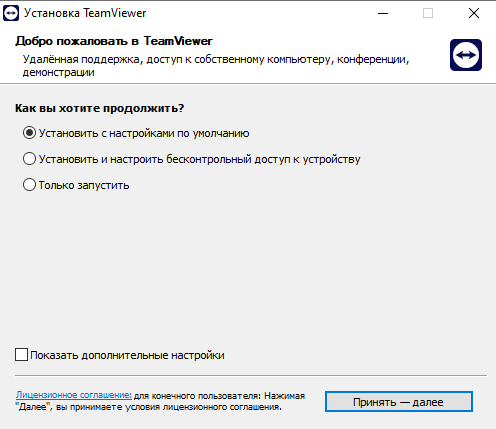 Установка TeamViewer
Добро пожаловать в TeamViewer
Удалённая поддержка, доступ к собственному компьютеру, конференции,
демонстрации
Как вы хотите продолжить?
Установить с настройками по умолчанию
Установить и настроить бесконтрольный доступ к устройству
Только запустить
Показать дополнительные настройки
Лицензионное соглашение: для конечного пользователя: Нажимая
"Далее", вы принимаете условия лицензионного соглашения.
Принять — далее